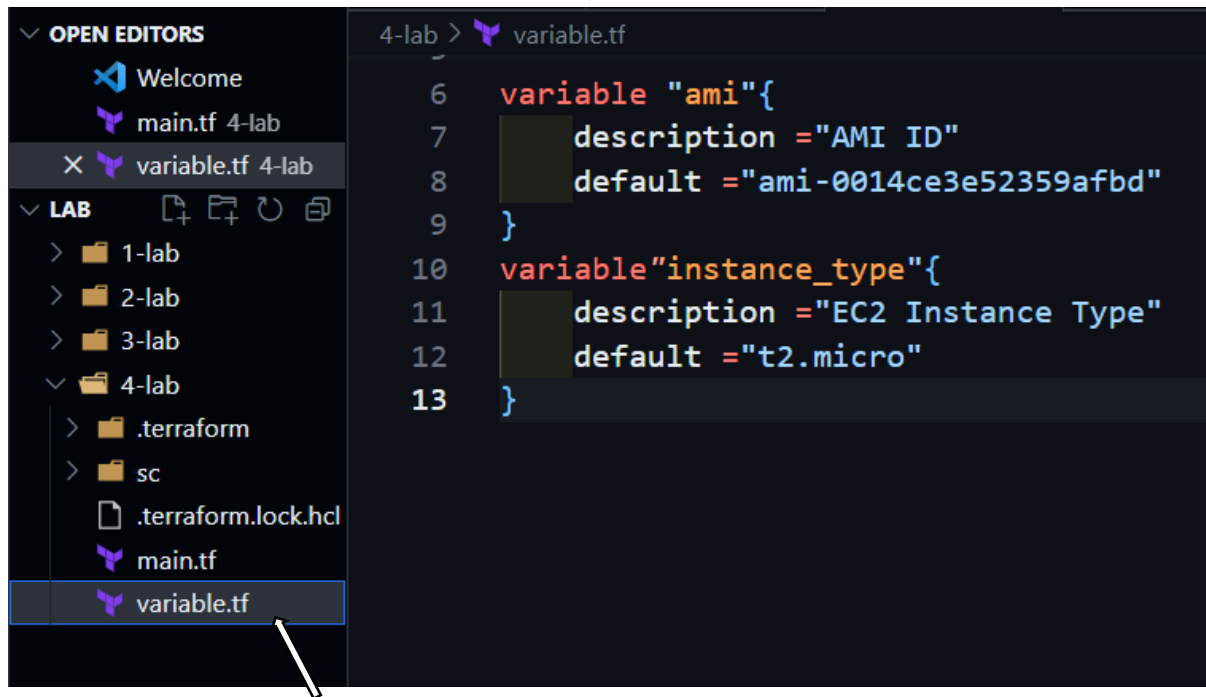 OPEN EDITORS
Welcome
main.tf 4-lab
variable.tf 4-lab
LAB
1-lab
2-lab
3-lab
4-lab
.terraform
sc
.terraform.lock.hcl
main.tf
variable.tf
4-lab > variable.tf
6 variable "ami"{
7 description ="AMI ID"
8 default ="ami-0014ce3e52359afbd"
9 }
10 variable”instance_type"{
11 description ="EC2 Instance Type"
12 default ="t2.micro"
13 }